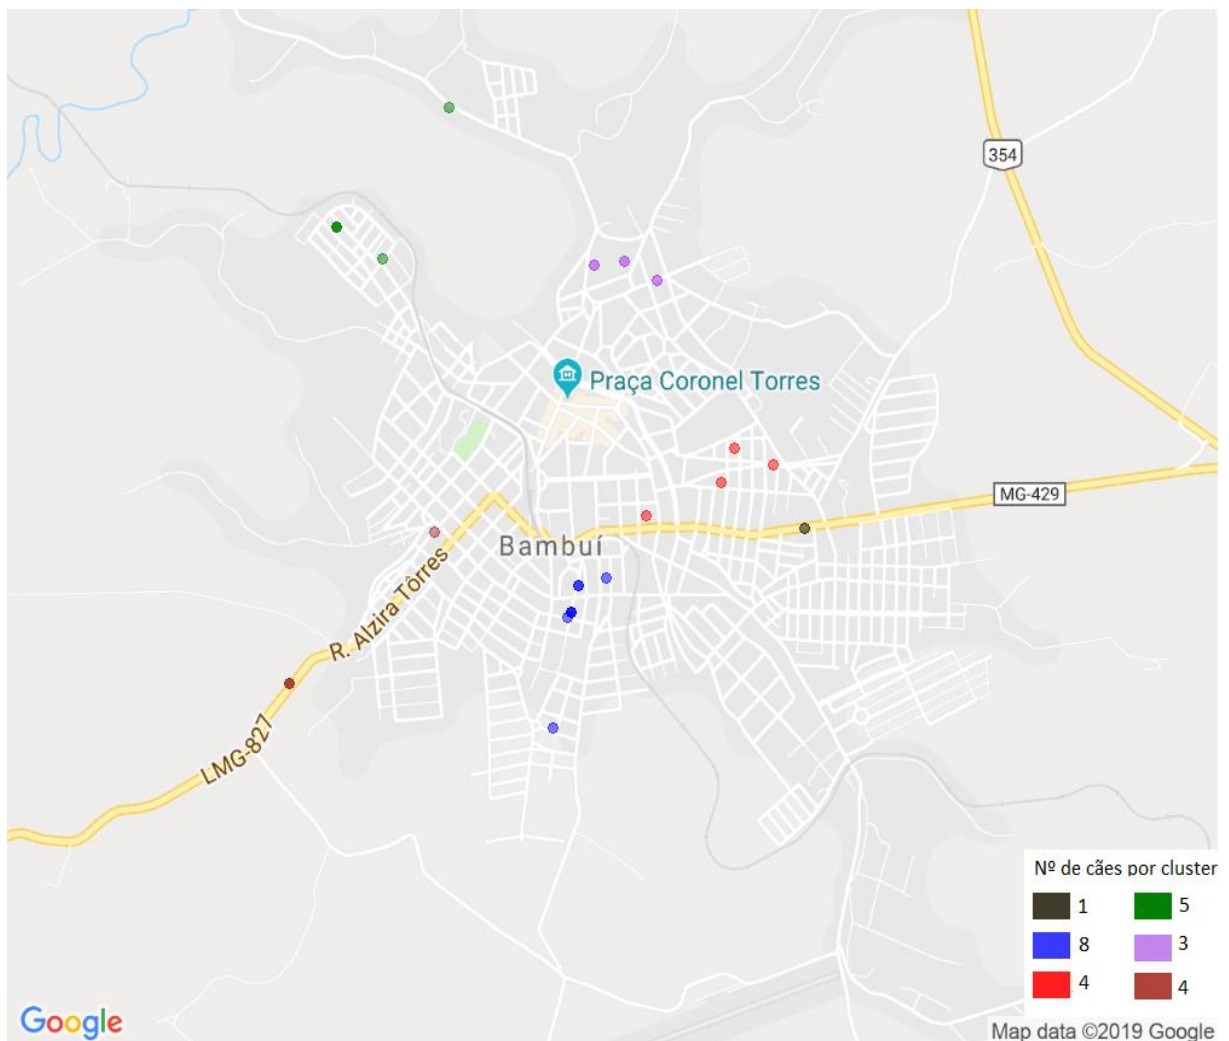 354
Praça Coronel Torres
MG-429
Bambuí
R. Alzira Tôrres
LMG-827
Nº de cães por cluster
1 5
8 3
4 4
Google
Map data ©2019 Google